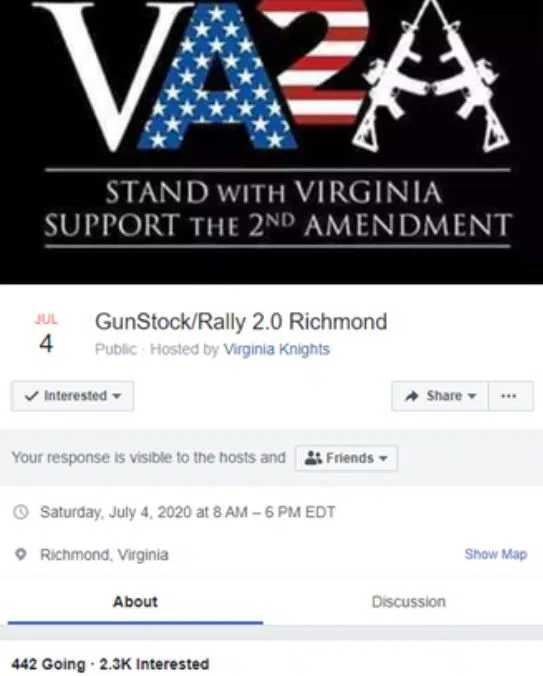 VA2A
STAND WITH VIRGINIA
SUPPORT THE 2ND AMENDMENT
JUL
4
GunStock/Rally 2.0 Richmond
Public · Hosted by Virginia Knights
Interested
Share
Your response is visible to the hosts and Friends
Saturday, July 4, 2020 at 8 AM – 6 PM EDT
Richmond, Virginia Show Map
About Discussion
442 Going · 2.3K Interested